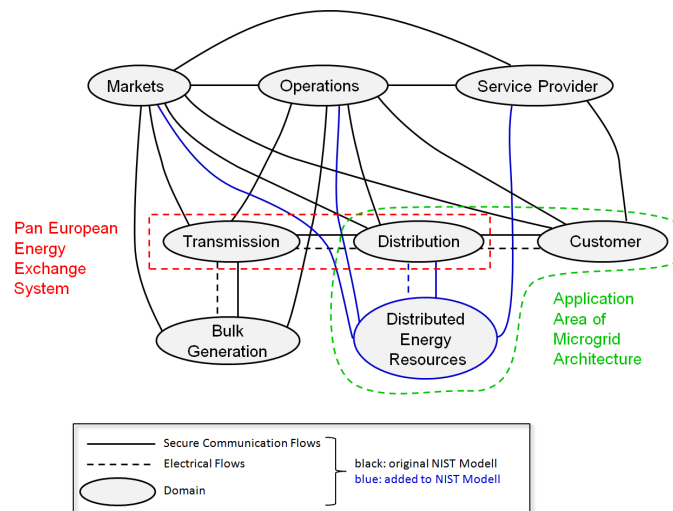 Markets
Operations
Service Provider
Pan European
Energy
Exchange
System
Transmission
Distribution
Customer
Bulk
Generation
Distributed
Energy
Resources
Application
Area of
Microgrid
Architecture
Secure Communication Flows
Electrical Flows
Domain
black: original NIST Modell
blue: added to NIST Modell